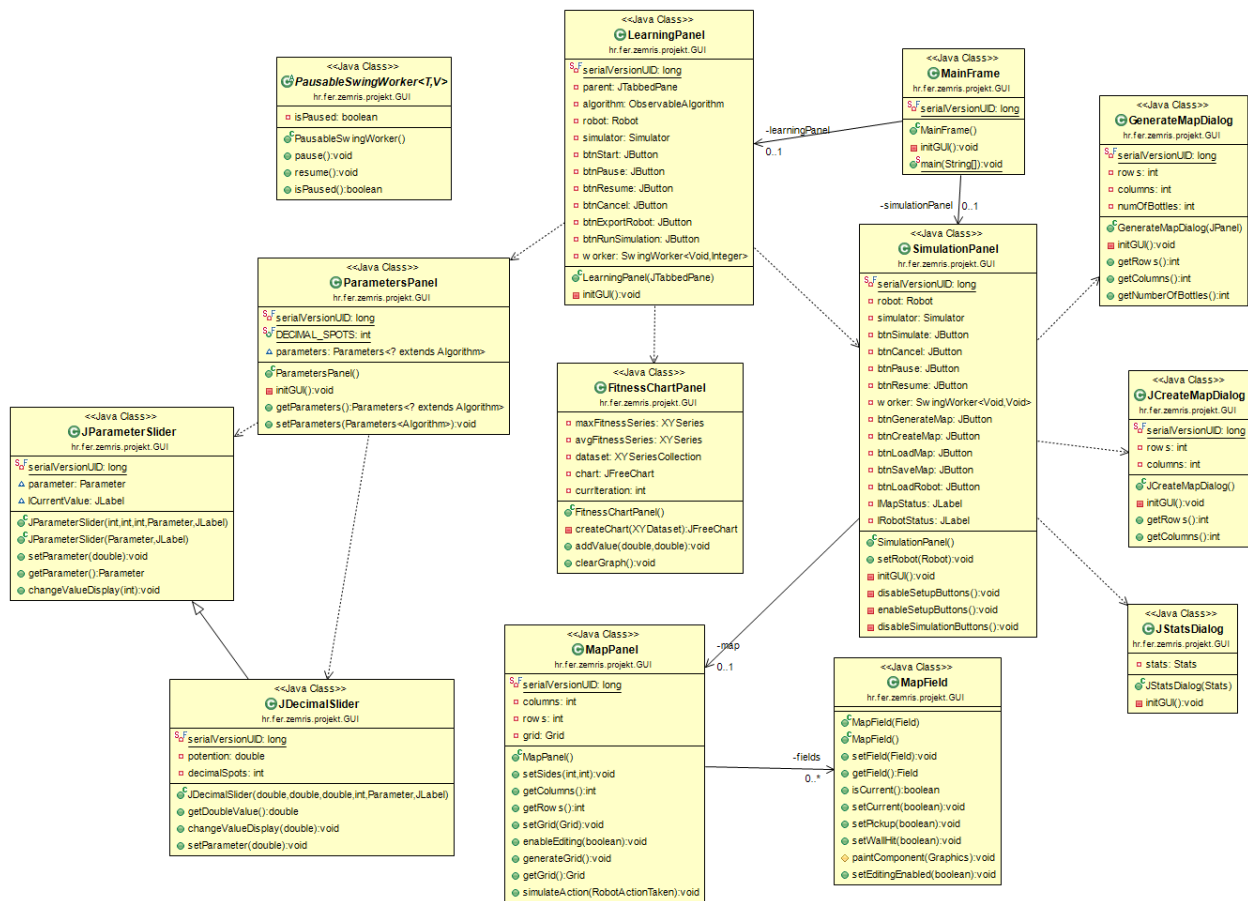 <<Java Class>>
PausableSwingWorker<T,V>
hr.fer.zemris.projekt.GUI
isPaused: boolean
PausableSwingWorker()
pause():void
resume():void
isPaused():boolean
<<Java Class>>
LearningPanel
hr.fer.zemris.projekt.GUI
serialVersionUID: long
parent: JTabbedPane
algorithm: ObservableAlgorithm
robot: Robot
simulator: Simulator
btnStart: JButton
btnPause: JButton
btnResume: JButton
btnCancel: JButton
btnExportRobot: JButton
btnRunSimulation: JButton
worker: SwingWorker<Void,Integer>
LearningPanel(JTabbedPane)
initGUI():void
<<Java Class>>
MainFrame
hr.fer.zemris.projekt.GUI
serialVersionUID: long
MainFrame()
initGUI():void
main(String[]):void
-learningPanel
0..1
-simulationPanel
0..1
<<Java Class>>
GenerateMapDialog
hr.fer.zemris.projekt.GUI
serialVersionUID: long
rows: int
columns: int
numOfBottles: int
GenerateMapDialog(JPanel)
initGUI():void
getRows():int
getColumns():int
getNumberOfBottles():int
<<Java Class>>
ParametersPanel
hr.fer.zemris.projekt.GUI
serialVersionUID: long
DECIMAL_SPOTS: int
parameters: Parameters<? extends Algorithm>
ParametersPanel()
initGUI():void
getParameters():Parameters<? extends Algorithm>
setParameters(Parameters<Algorithm>):void
<<Java Class>>
SimulationPanel
hr.fer.zemris.projekt.GUI
serialVersionUID: long
robot: Robot
simulator: Simulator
btnSimulate: JButton
btnCancel: JButton
btnPause: JButton
btnResume: JButton
worker: SwingWorker<Void,Void>
btnGenerateMap: JButton
btnCreateMap: JButton
btnLoadMap: JButton
btnSaveMap: JButton
btnLoadRobot: JButton
lMapStatus: JLabel
lRobotStatus: JLabel
SimulationPanel()
setRobot(Robot):void
initGUI():void
disableSetupButtons():void
enableSetupButtons():void
disableSimulationButtons():void
<<Java Class>>
FitnessChartPanel
hr.fer.zemris.projekt.GUI
maxFitnessSeries: XYSeries
avgFitnessSeries: XYSeries
dataset: XYSeriesCollection
chart: JFreeChart
currIteration: int
FitnessChartPanel()
createChart(XYDataset):JFreeChart
addValue(double,double):void
clearGraph():void
<<Java Class>>
JCreateMapDialog
hr.fer.zemris.projekt.GUI
serialVersionUID: long
rows: int
columns: int
JCreateMapDialog()
initGUI():void
getRows():int
getColumns():int
<<Java Class>>
JParameterSlider
hr.fer.zemris.projekt.GUI
serialVersionUID: long
parameter: Parameter
lCurrentValue: JLabel
JParameterSlider(int,int,int,Parameter,JLabel)
JParameterSlider(Parameter,JLabel)
setParameter(double):void
getParameter():Parameter
changeValueDisplay(int):void
<<Java Class>>
JStatsDialog
hr.fer.zemris.projekt.GUI
stats: Stats
JStatsDialog(Stats)
initGUI():void
-map
0..1
<<Java Class>>
MapPanel
hr.fer.zemris.projekt.GUI
serialVersionUID: long
columns: int
rows: int
grid: Grid
MapPanel()
setSides(int,int):void
getColumns():int
getRows():int
setGrid(Grid):void
enableEditing(boolean):void
generateGrid():void
getGrid():Grid
simulateAction(RobotActionTaken):void
-fields
0..*
<<Java Class>>
MapField
hr.fer.zemris.projekt.GUI
MapField(Field)
MapField()
setField(Field):void
getField():Field
isCurrent():boolean
setCurrent(boolean):void
setPickup(boolean):void
setWallHit(boolean):void
paintComponent(Graphics):void
setEditingEnabled(boolean):void
<<Java Class>>
JDecimalSlider
hr.fer.zemris.projekt.GUI
serialVersionUID: long
potention: double
decimalSpots: int
JDecimalSlider(double,double,double,int,Parameter,JLabel)
getDoubleValue():double
changeValueDisplay(double):void
setParameter(double):void